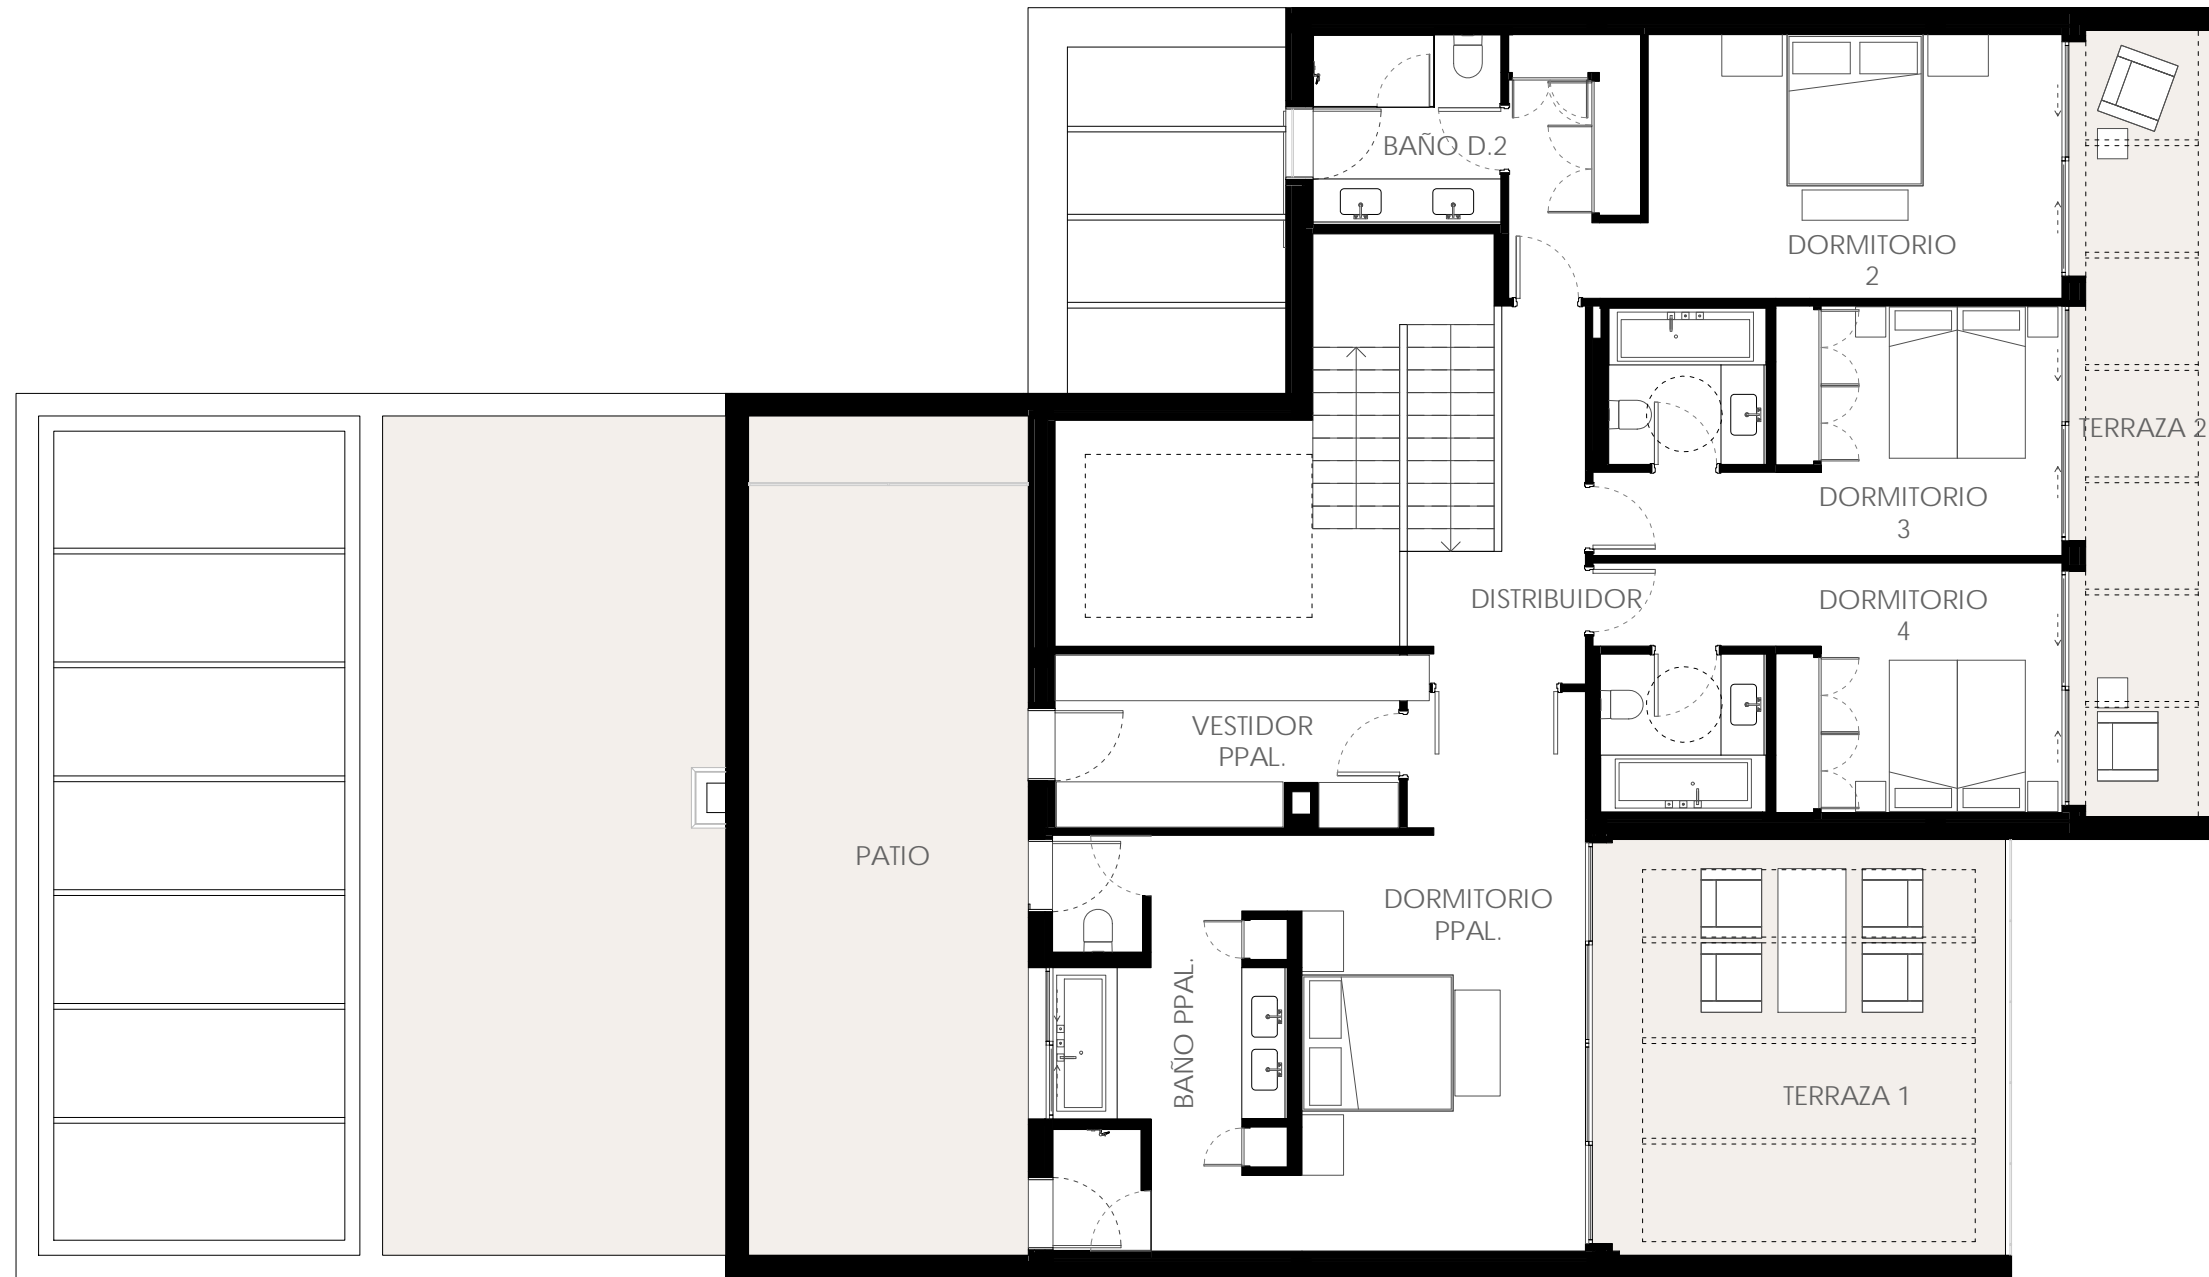 BAÑO D.2
DORMITORIO
2
TERRAZA 2
DORMITORIO
3
DISTRIBUIDOR
DORMITORIO
4
VESTIDOR
PPAL.
PATIO
DORMITORIO
PPAL.
BAÑO PPAL.
TERRAZA 1